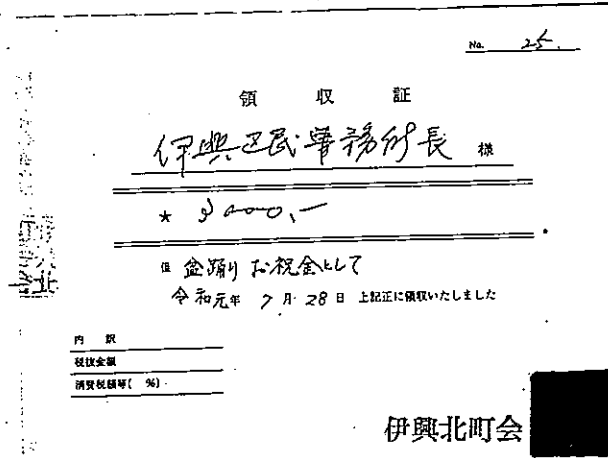 No. 25.
領収証
伊興区民事務所長 様
★ 3000,-
但 盆踊り お祝金として
令和元年 7月 28日 上記正に領収いたしました
内 訳
税抜金額
消費税額等( %)
伊興北町会